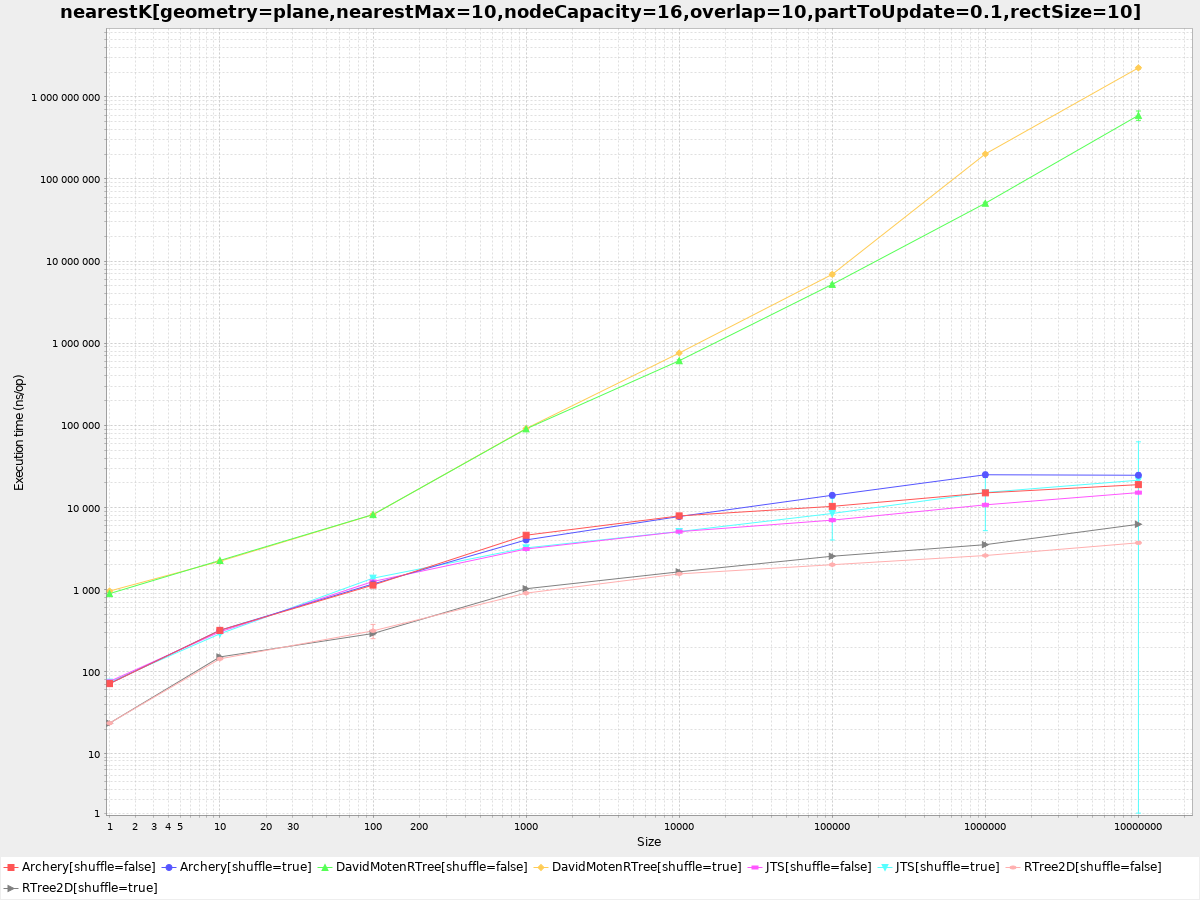 nearestK[geometry=plane,nearestMax=10,nodeCapacity=16,overlap=10,partToUpdate=0.1,rectSize=10]
Execution time (ns/op)
1 000 000 000
100 000 000
10 000 000
1 000 000
100 000
10 000
1 000
100
10
1
1 2 3 4 5 10 20 30 100 200 1000 10000 100000 1000000 10000000
Size
Archery[shuffle=false] Archery[shuffle=true] DavidMotenRTree[shuffle=false] DavidMotenRTree[shuffle=true] JTS[shuffle=false] JTS[shuffle=true] RTree2D[shuffle=false]
RTree2D[shuffle=true]